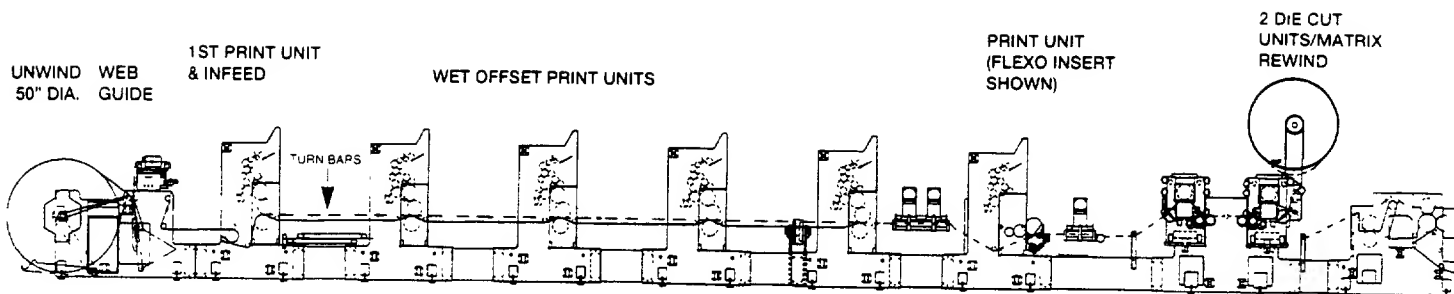 UNWIND
50" DIA.
WEB
GUIDE
1ST PRINT UNIT
& INFEED
TURN BARS
WET OFFSET PRINT UNITS
PRINT UNIT
(FLEXO INSERT
SHOWN)
2 DIE CUT
UNITS/MATRIX
REWIND